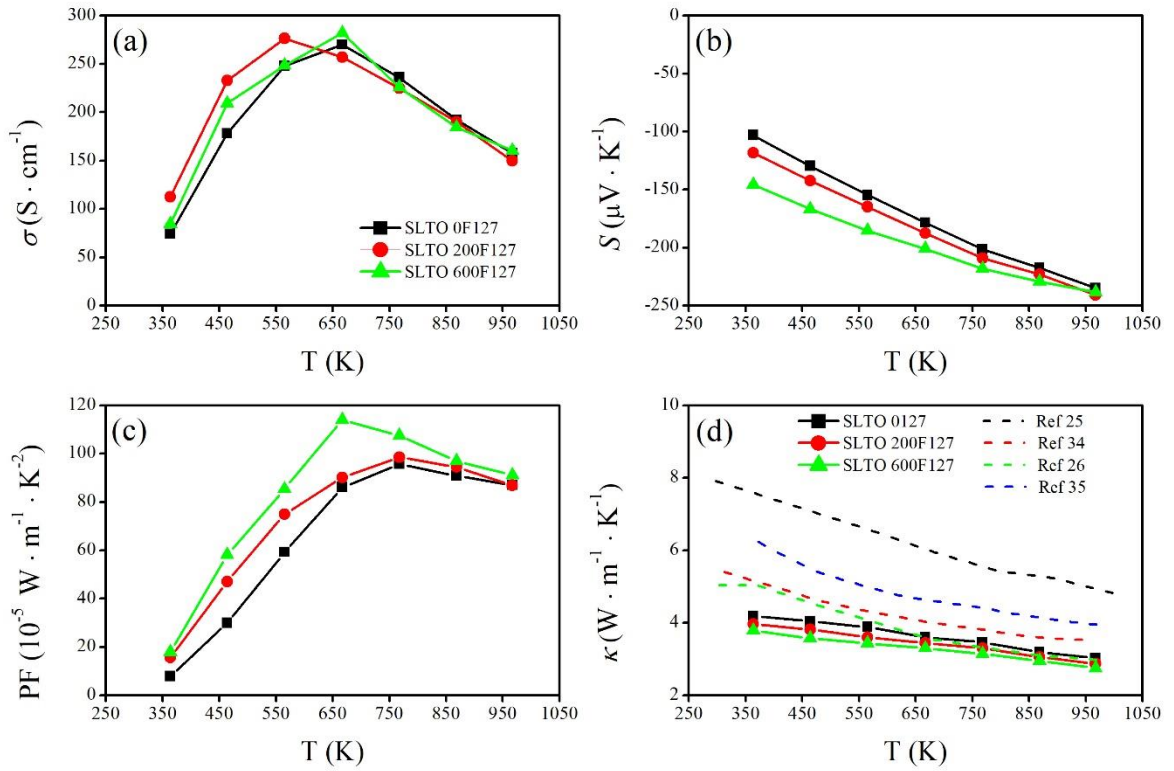 (a)
300
250
200
150
100
50
0
σ (S · cm⁻¹)
SLTO 0F127
SLTO 200F127
SLTO 600F127
250 350 450 550 650 750 850 950 1050
T (K)
(b)
0
-50
-100
-150
-200
-250
S (μV · K⁻¹)
250 350 450 550 650 750 850 950 1050
T (K)
(c)
120
100
80
60
40
20
0
PF (10⁻⁵ W · m⁻¹ · K⁻²)
250 350 450 550 650 750 850 950 1050
T (K)
(d)
10
8
6
4
2
κ (W · m⁻¹ · K⁻¹)
SLTO 0127
SLTO 200F127
SLTO 600F127
Ref 25
Ref 34
Ref 26
Ref 35
250 350 450 550 650 750 850 950 1050
T (K)